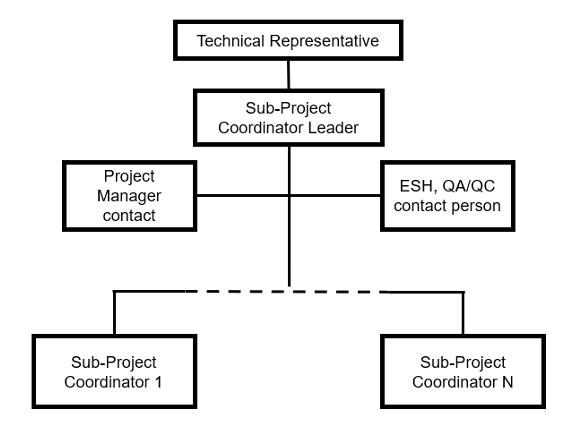 Technical Representative
Sub-Project
Coordinator Leader
Project
Manager
contact
ESH, QA/QC
contact person
Sub-Project
Coordinator 1
Sub-Project
Coordinator N